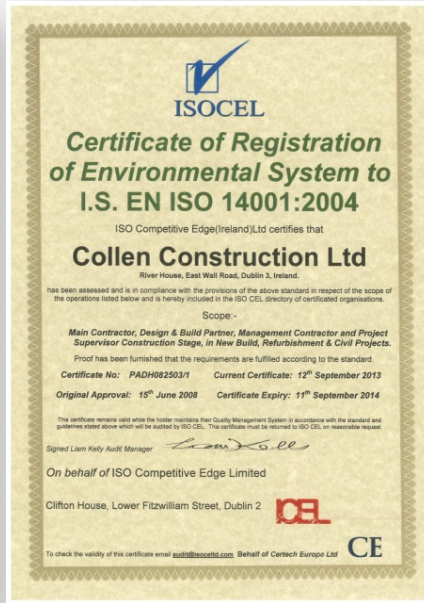 ISOCEL
Certificate of Registration
of Environmental System to
I.S. EN ISO 14001:2004
ISO Competitive Edge(Ireland)Ltd certifies that
Collen Construction Ltd
River House, East Wall Road, Dublin 3, Ireland.
has been assessed and is in compliance with the provisions of the above standard in respect of the scope of
the operations listed below and is hereby included in the ISO CEL directory of certificated organisations.
Scope:-
Main Contractor, Design & Build Partner, Management Contractor and Project
Supervisor Construction Stage, in New Build, Refurbishment & Civil Projects.
Proof has been furnished that the requirements are fulfilled according to the standard.
Certificate No: PADH082503/1 Current Certificate: 12th September 2013
Original Approval: 15th June 2008 Certificate Expiry: 11th September 2014
This certificate remains valid while the holder maintains their Quality Management System in accordance with the standard and
guidelines stated above which will be audited by ISO CEL. This certificate must be returned to ISO CEL on reasonable request.
Signed Liam Kelly Audit Manager
On behalf of ISO Competitive Edge Limited
Clifton House, Lower Fitzwilliam Street, Dublin 2
ICEL
To check the validity of this certificate email audit@isoceltd.com Behalf of Certech Europe Ltd CE